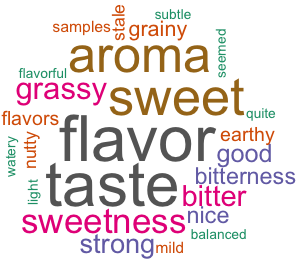 subtle
samples
stale
grainy
aroma
seemed
flavorful
grassy
sweet
quite
flavors
flavor
earthy
watery
nutty
good
light
taste
bitterness
bitter
sweetness
nice
balanced
strong
mild